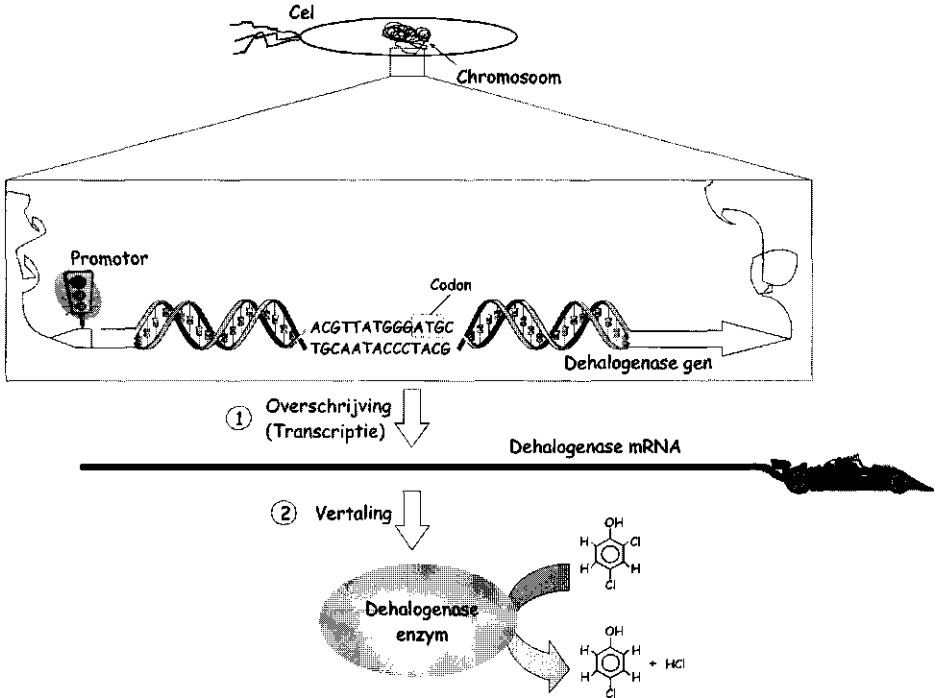 Cel
Chromosoom
Promotor
Codon
ACGTTATGGGATGC
TGCAATACCCTACG
Dehalogenase gen
1 Overschrijving
(Transcriptie)
Dehalogenase mRNA
2 Vertaling
OH
H Cl
H H
Cl
Dehalogenase
enzym
OH
H H
H H
Cl
+ HCl